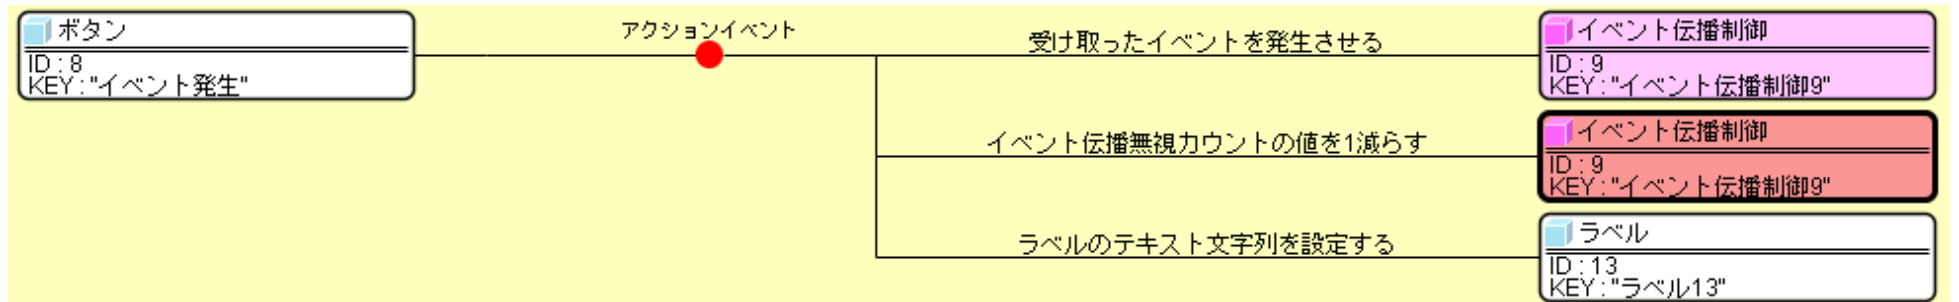 ボタン
ID : 8
KEY : "イベント発生"
アクションイベント
受け取ったイベントを発生させる
イベント伝播制御
ID : 9
KEY : "イベント伝播制御9"
イベント伝播無視カウントの値を1減らす
イベント伝播制御
ID : 9
KEY : "イベント伝播制御9"
ラベルのテキスト文字列を設定する
ラベル
ID : 13
KEY : "ラベル13"